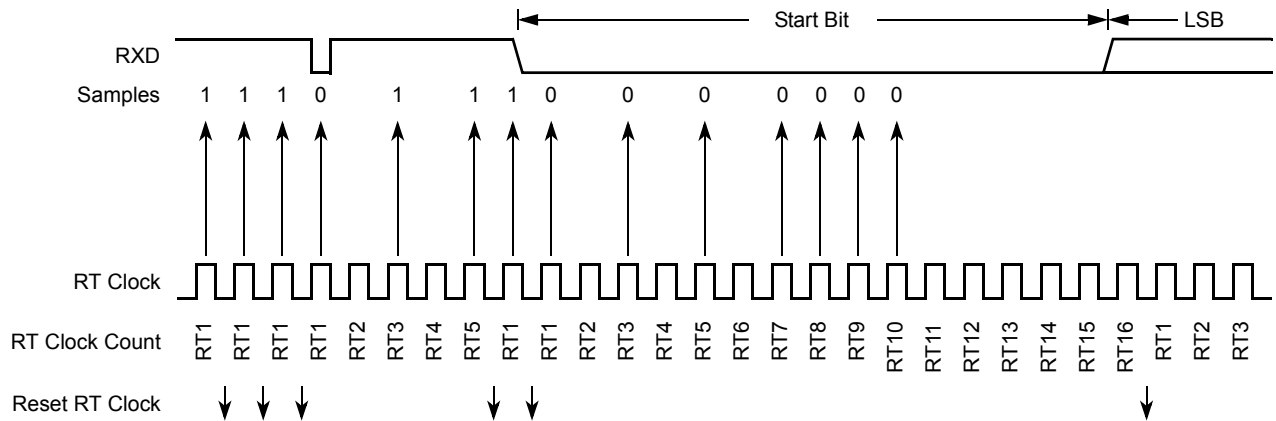 Start Bit LSB
RXD
Samples 1 1 1 0 1 1 1 0 0 0 0 0 0 0
RT Clock
RT Clock Count RT1 RT1 RT1 RT1 RT2 RT3 RT4 RT5 RT1 RT1 RT2 RT3 RT4 RT5 RT6 RT7 RT8 RT9 RT10 RT11 RT12 RT13 RT14 RT15 RT16 RT1 RT2 RT3
Reset RT Clock